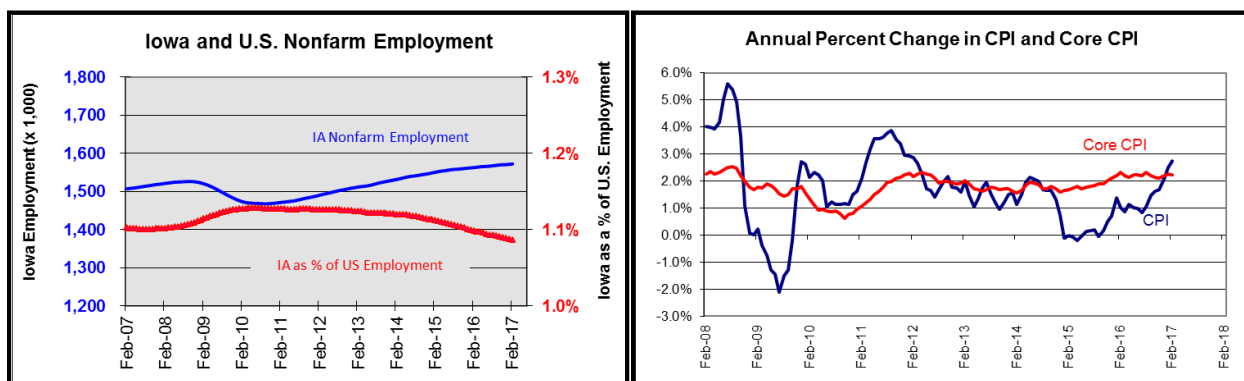 Iowa and U.S. Nonfarm Employment
Iowa Employment (x 1,000)
1,800
1,700
1,600
1,500
1,400
1,300
1,200
IA Nonfarm Employment
IA as % of US Employment
1.3%
1.2%
1.1%
1.0%
Iowa as a % of U.S. Employment
Feb-07
Feb-08
Feb-09
Feb-10
Feb-11
Feb-12
Feb-13
Feb-14
Feb-15
Feb-16
Feb-17
Annual Percent Change in CPI and Core CPI
6.0%
5.0%
4.0%
3.0%
2.0%
1.0%
0.0%
-1.0%
-2.0%
-3.0%
Core CPI
CPI
Feb-08
Feb-09
Feb-10
Feb-11
Feb-12
Feb-13
Feb-14
Feb-15
Feb-16
Feb-17
Feb-18